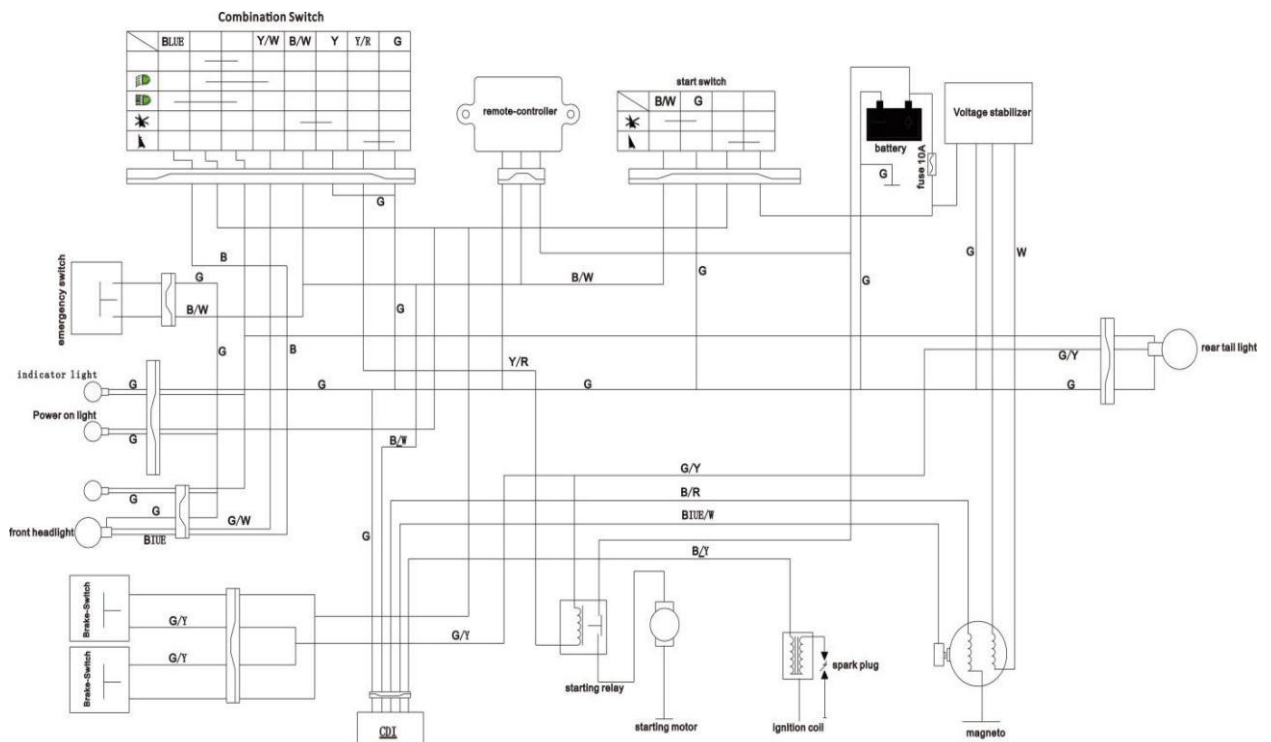 Combination Switch
BLUE Y/W B/W Y Y/R G
start switch
B/W G
remote-controller
battery
fuse 10A
Voltage stabilizer
G
G
B
G
B/W
emergency switch
B/W
G
G
G
W
G
G
B
Y/R
G/Y
rear tail light
indicator light
G
G
G
G
Power on light
G
B/W
G/Y
G
B/R
G
G/W
front headlight
BIUE
BIUE/W
G
B/Y
Brake-Switch
G/Y
G/Y
G/Y
Brake-Switch
spark plug
starting relay
CDI
starting motor
ignition coil
magneto